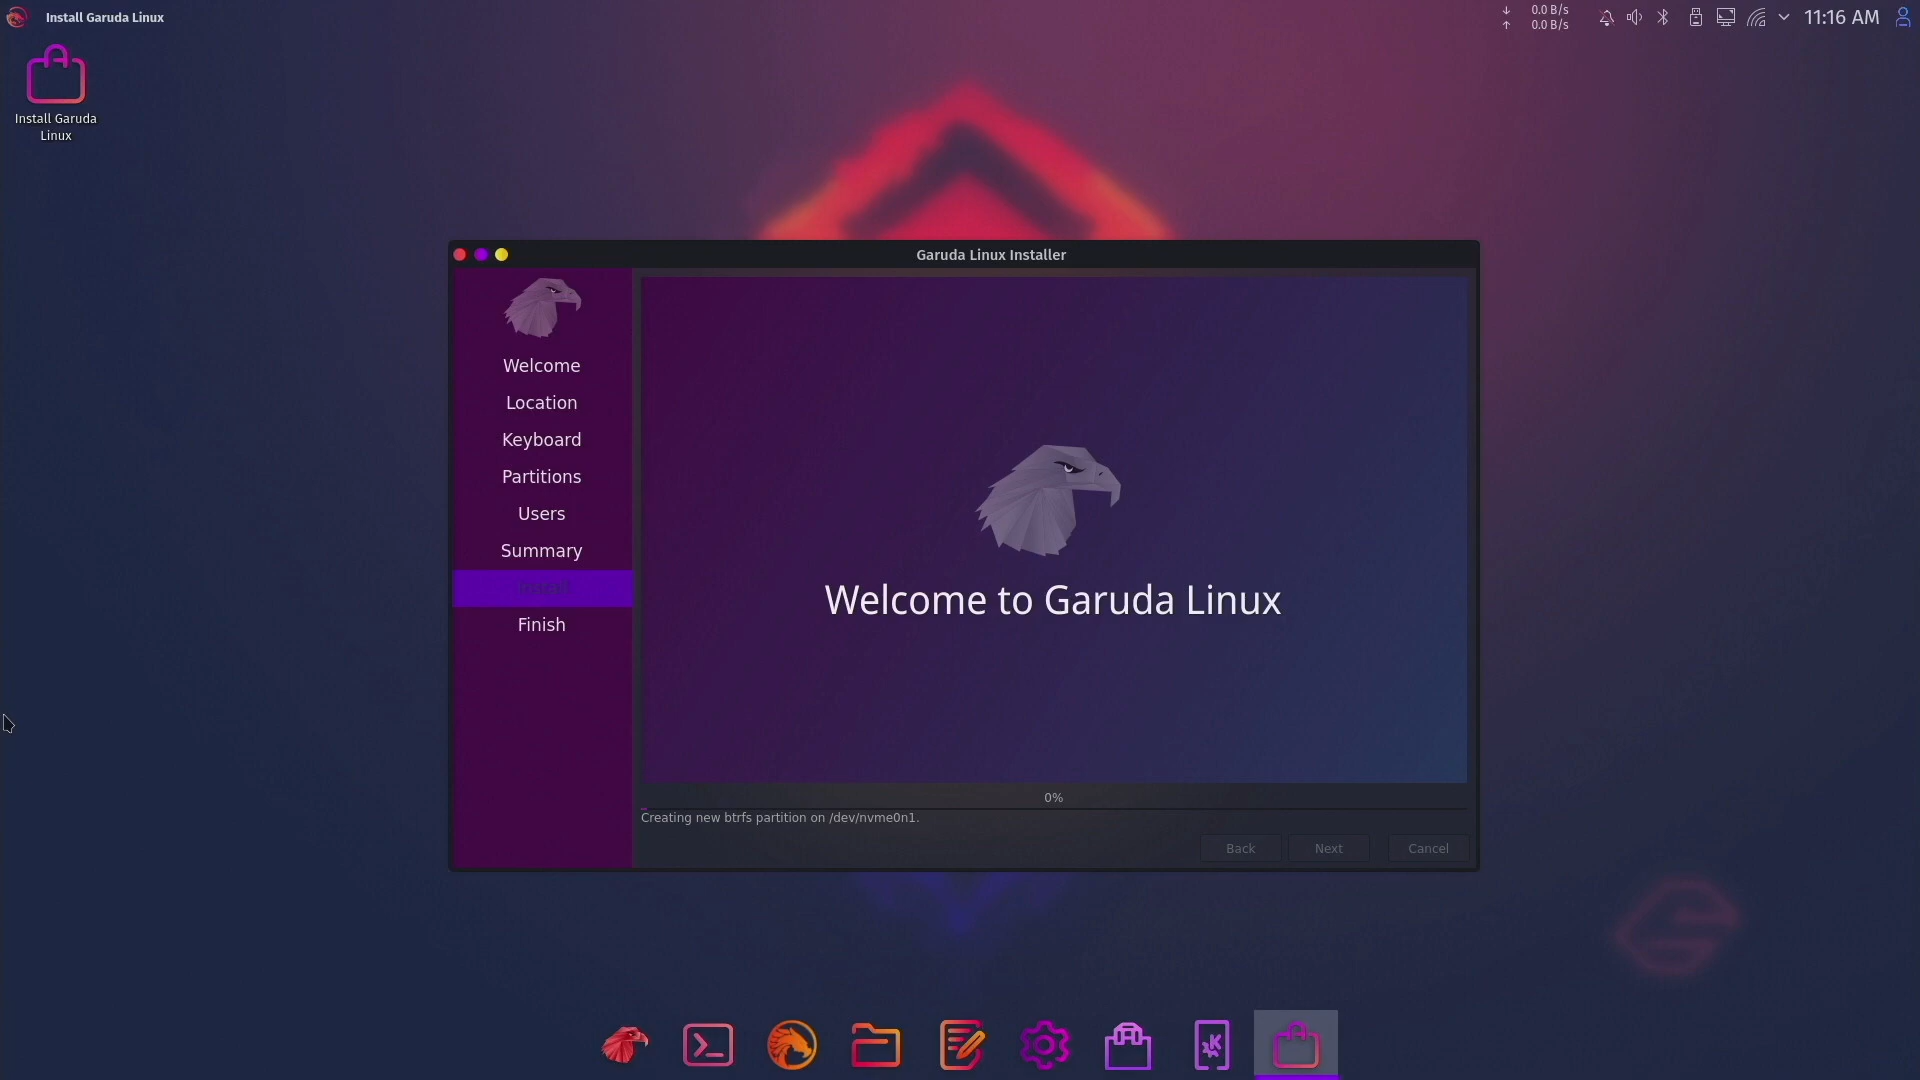 Install Garuda Linux
0.0 B/s
0.0 B/s
11:16 AM
Install Garuda
Linux
Garuda Linux Installer
Welcome
Location
Keyboard
Partitions
Users
Summary
Install
Finish
Welcome to Garuda Linux
0%
Creating new btrfs partition on /dev/nvme0n1.
Back
Next
Cancel